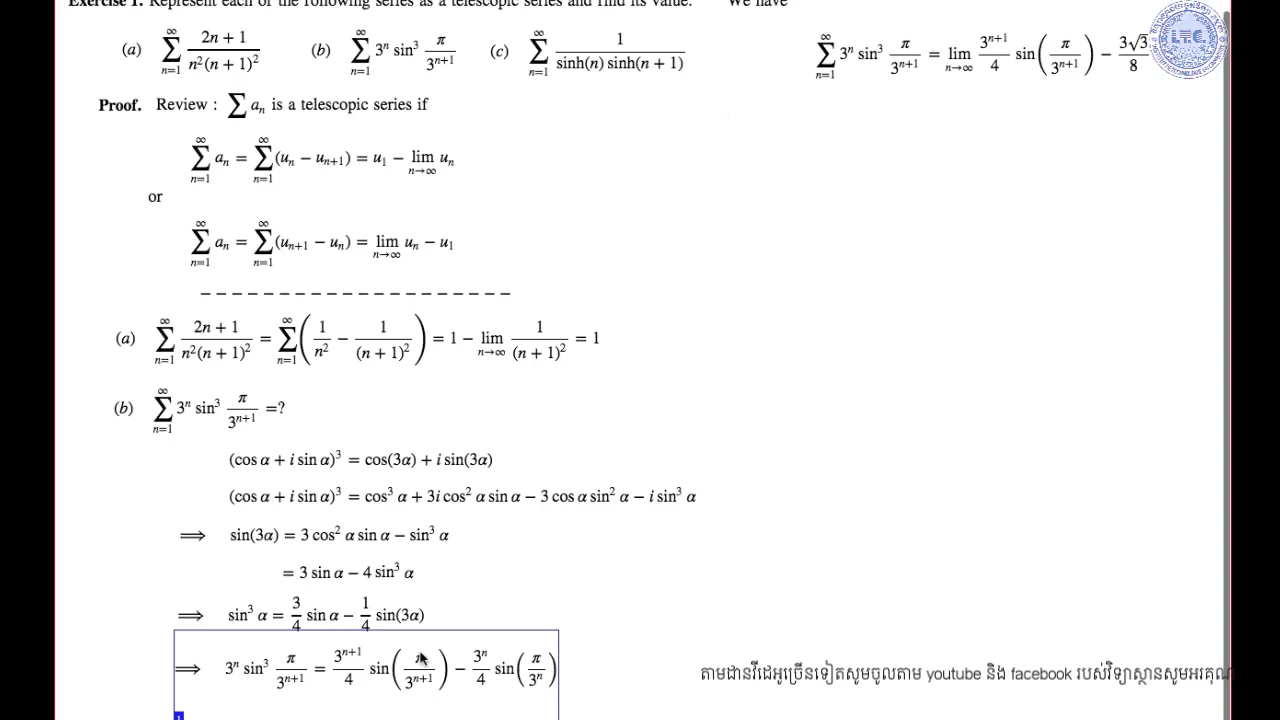 Exercise 1. Represent each of the following series as a telescopic series and find its value.
(a) ∑_{n=1}^{∞} (2n + 1)/(n²(n + 1)²) (b) ∑_{n=1}^{∞} 3ⁿ sin³ π/3ⁿ⁺¹ (c) ∑_{n=1}^{∞} 1/(sinh(n) sinh(n + 1))
Proof. Review : ∑ aₙ is a telescopic series if
∑_{n=1}^{∞} aₙ = ∑_{n=1}^{∞} (uₙ − uₙ₊₁) = u₁ − lim_{n→∞} uₙ
or
∑_{n=1}^{∞} aₙ = ∑_{n=1}^{∞} (uₙ₊₁ − uₙ) = lim_{n→∞} uₙ − u₁
(a) ∑_{n=1}^{∞} (2n + 1)/(n²(n + 1)²) = ∑_{n=1}^{∞} (1/n² − 1/(n + 1)²) = 1 − lim_{n→∞} 1/(n + 1)² = 1
(b) ∑_{n=1}^{∞} 3ⁿ sin³ π/3ⁿ⁺¹ =?
(cos α + i sin α)³ = cos(3α) + i sin(3α)
(cos α + i sin α)³ = cos³ α + 3i cos² α sin α − 3 cos α sin² α − i sin³ α
⟹ sin(3α) = 3 cos² α sin α − sin³ α
= 3 sin α − 4 sin³ α
⟹ sin³ α = 3/4 sin α − 1/4 sin(3α)
⟹ 3ⁿ sin³ π/3ⁿ⁺¹ = 3ⁿ⁺¹/4 sin(π/3ⁿ⁺¹) − 3ⁿ/4 sin(π/3ⁿ)
We have
∑_{n=1}^{∞} 3ⁿ sin³ π/3ⁿ⁺¹ = lim_{n→∞} 3ⁿ⁺¹/4 sin(π/3ⁿ⁺¹) − 3√3/8
I.T.C.
តាមដានវីដេអូច្រើនទៀតសូមចូលតាម youtube និង facebook របស់វិទ្យាស្ថានសូមអរគុណ